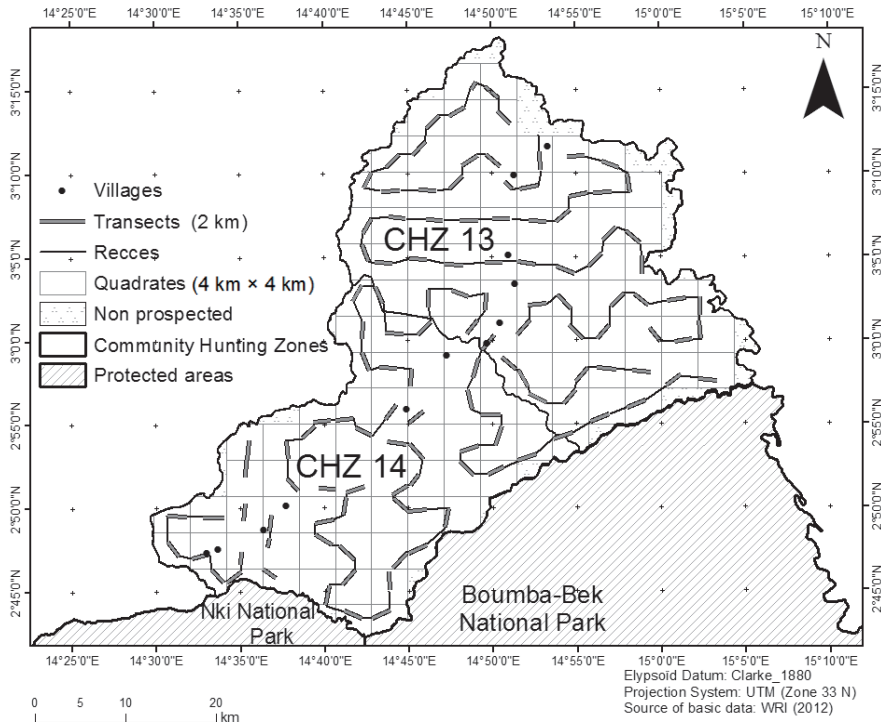 14°25'0"E 14°30'0"E 14°35'0"E 14°40'0"E 14°45'0"E 14°50'0"E 14°55'0"E 15°0'0"E 15°5'0"E 15°10'0"E
N
3°15'0"N 3°15'0"N
3°10'0"N 3°10'0"N
Villages
Transects (2 km)
Recces
Quadrates (4 km × 4 km)
Non prospected
Community Hunting Zones
Protected areas
CHZ 13
3°5'0"N 3°5'0"N
3°0'0"N 3°0'0"N
2°55'0"N 2°55'0"N
CHZ 14
2°50'0"N 2°50'0"N
2°45'0"N 2°45'0"N
Nki National
Park
Boumba-Bek
National Park
14°25'0"E 14°30'0"E 14°35'0"E 14°40'0"E 14°45'0"E 14°50'0"E 14°55'0"E 15°0'0"E 15°5'0"E 15°10'0"E
0 5 10 20
km
Elypsoïd Datum: Clarke_1880
Projection System: UTM (Zone 33 N)
Source of basic data: WRI (2012)